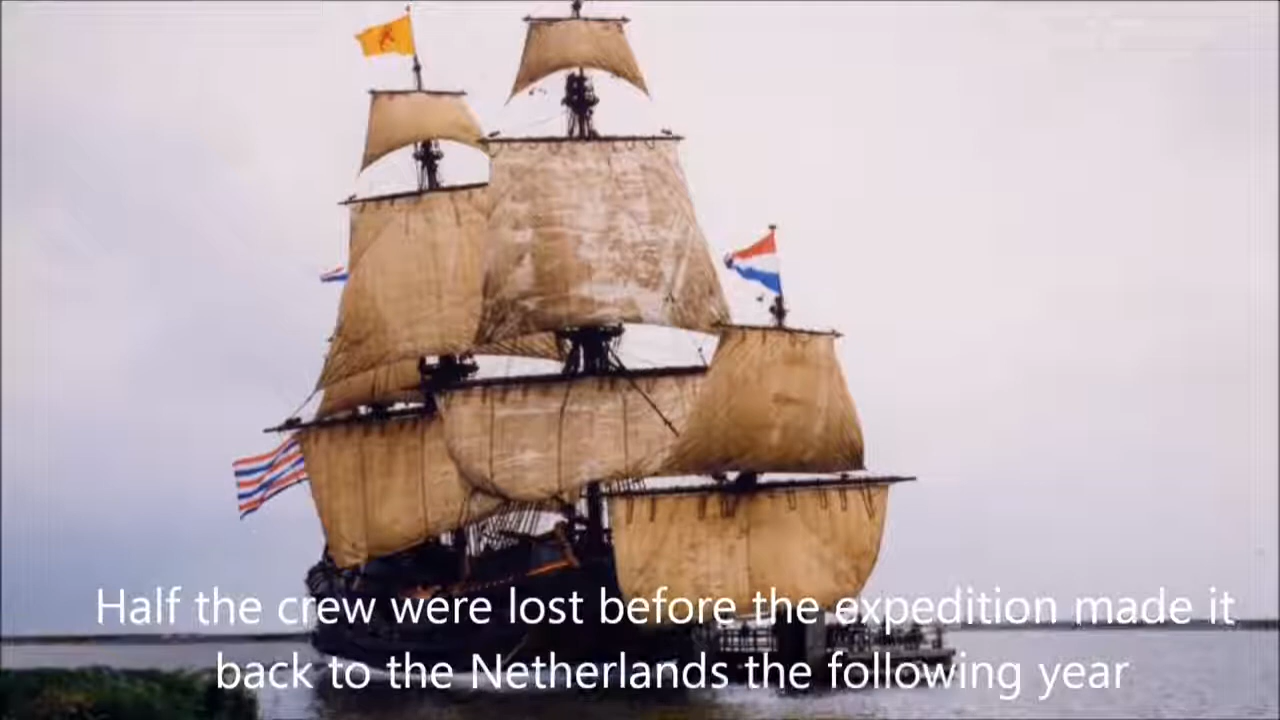 Half the crew were lost before the expedition made it
back to the Netherlands the following year